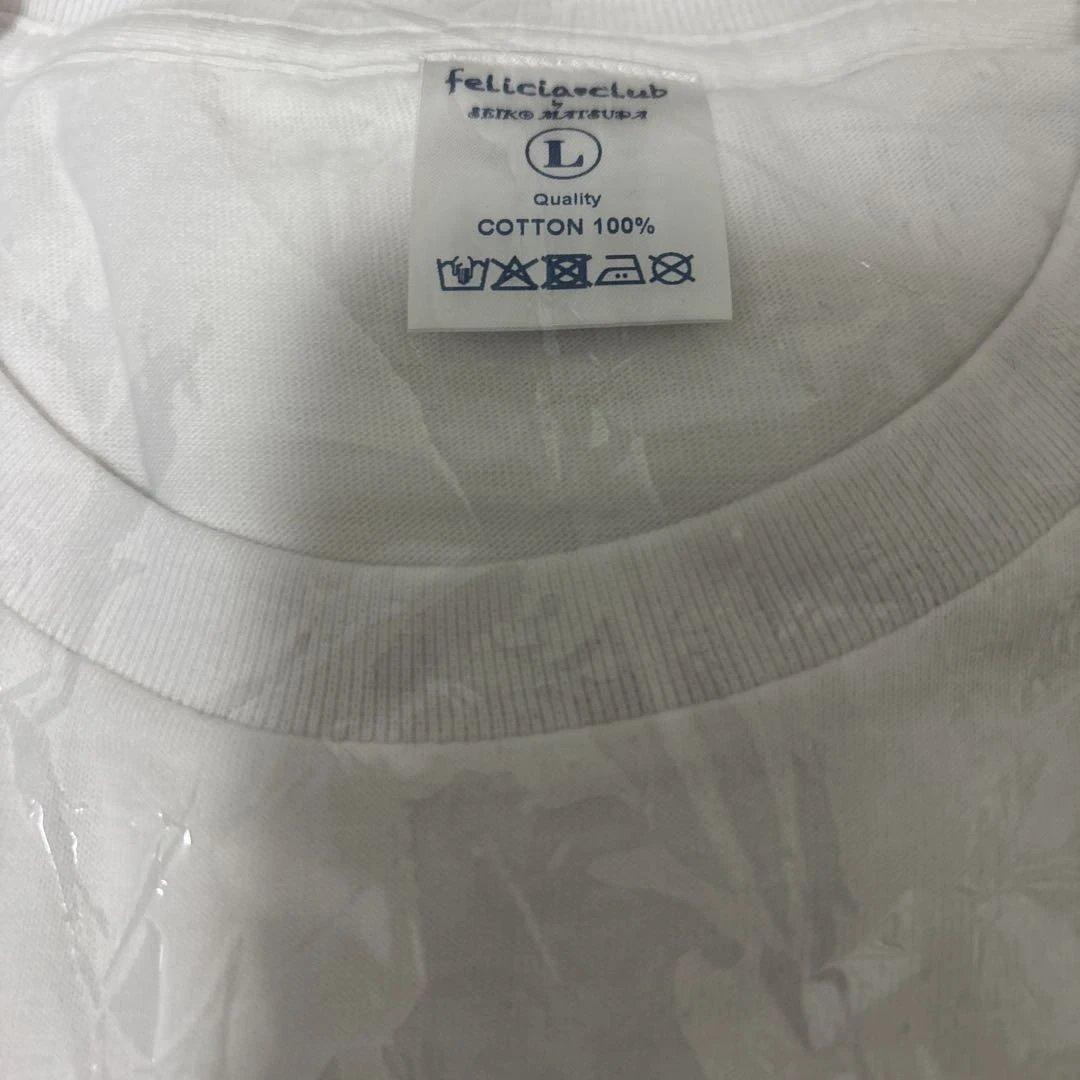 felicia♥club
by
SEIKO MATSUDA
L
Quality
COTTON 100%